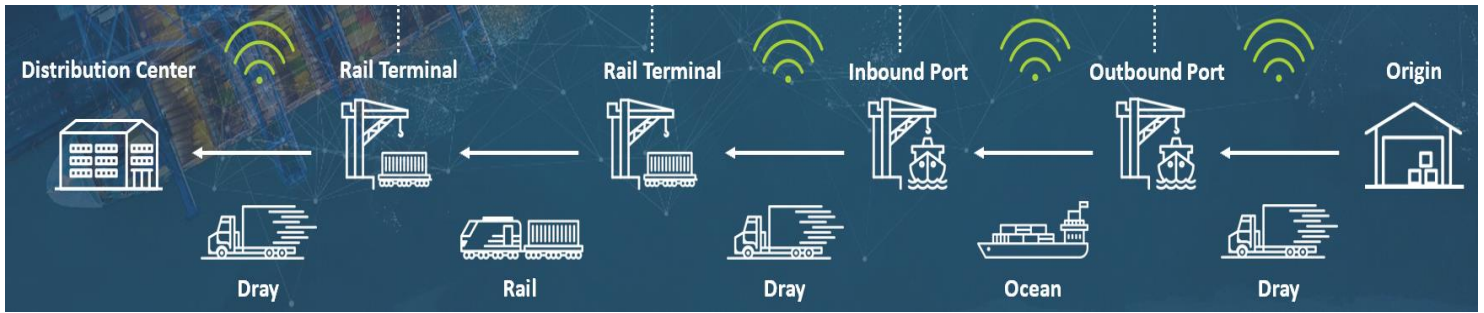 Distribution Center
Rail Terminal
Rail Terminal
Inbound Port
Outbound Port
Origin
Dray
Rail
Dray
Ocean
Dray